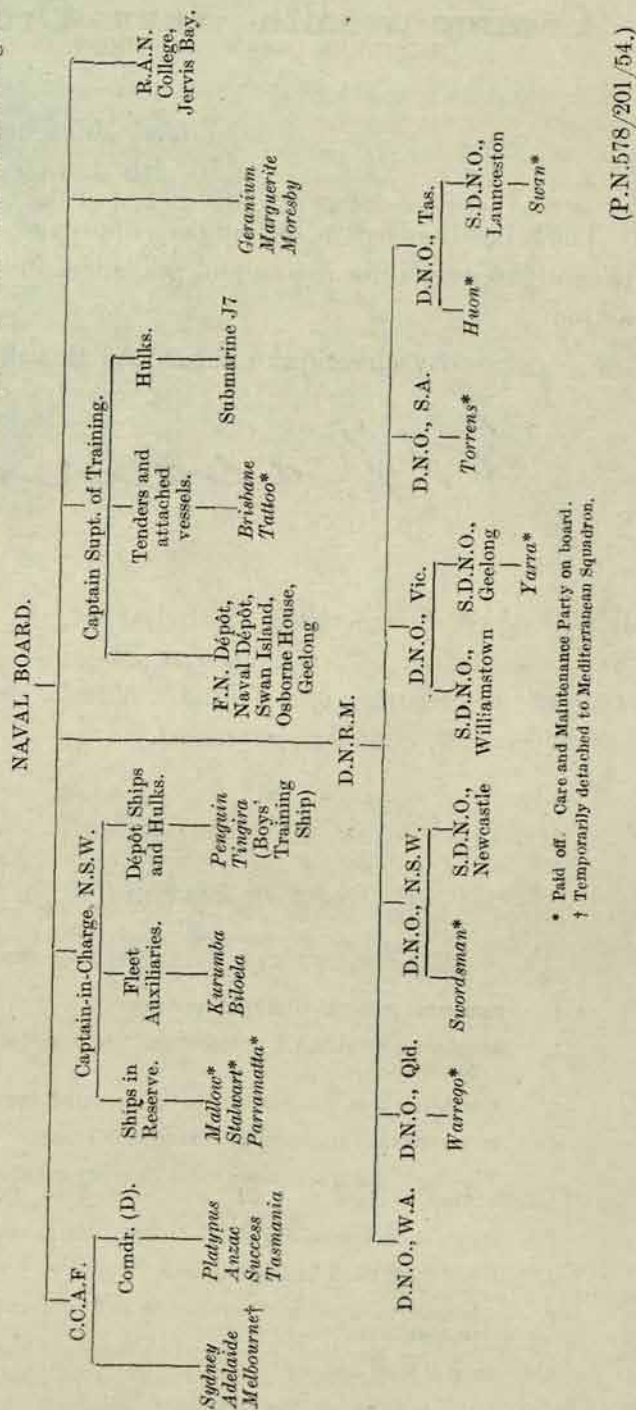 NAVAL BOARD.
C.C.A.F.
Sydney
Adelaide
Melbourne†
Comdr. (D).
Platypus
Anzac
Success
Tasmania
Captain-in-Charge, N.S.W.
Ships in
Reserve.
Mallow*
Stalwart*
Parramatta*
Fleet
Auxiliaries.
Kurumba
Biloela
Dépôt Ships
and Hulks.
Penguin
Tingira
(Boys'
Training
Ship)
Captain Supt. of Training.
F.N. Dépôt,
Naval Dépôt,
Swan Island,
Osborne House,
Geelong
Tenders and
attached
vessels.
Brisbane
Tattoo*
Hulks.
Submarine J7
Geranium
Marguerite
Moresby
R.A.N.
College,
Jervis Bay.
D.N.R.M.
D.N.O., W.A.
D.N.O., Qld.
Warrego*
D.N.O., N.S.W.
Swordsman*
S.D.N.O.,
Newcastle
D.N.O., Vic.
S.D.N.O.,
Williamstown
S.D.N.O.,
Geelong
Yarra*
D.N.O., S.A.
Torrens*
D.N.O., Tas.
Huon*
S.D.N.O.,
Launceston
Swan*
* Paid off. Care and Maintenance Party on board.
† Temporarily detached to Mediterranean Squadron.
(P.N.578/201/54.)